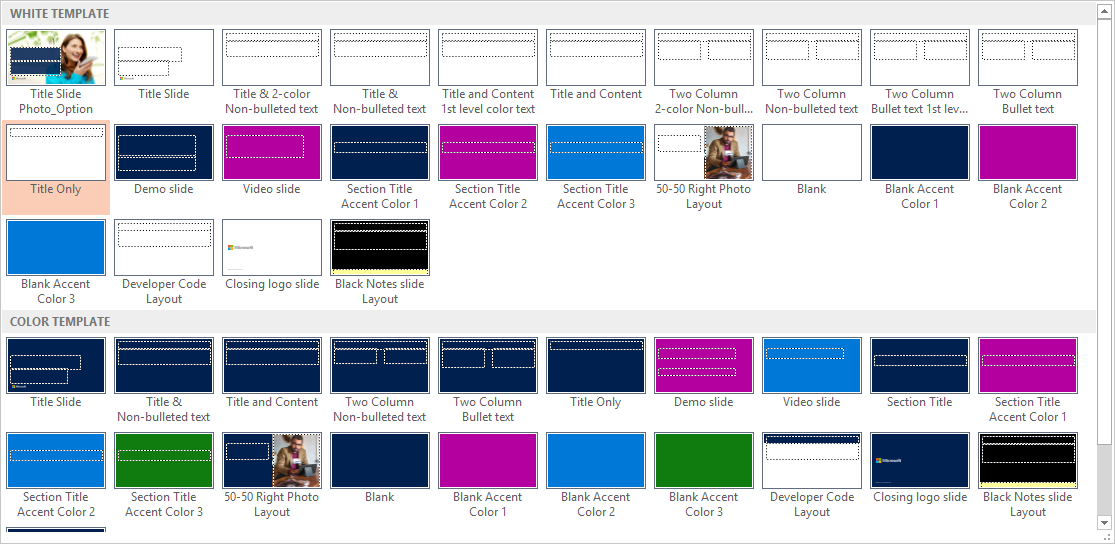 WHITE TEMPLATE
Title Slide Photo_Option
Title Slide
Title & 2-color Non-bulleted text
Title & Non-bulleted text
Title and Content 1st level color text
Title and Content
Two Column 2-color Non-bull...
Two Column Non-bulleted text
Two Column Bullet text 1st lev...
Two Column Bullet text
Title Only
Demo slide
Video slide
Section Title Accent Color 1
Section Title Accent Color 2
Section Title Accent Color 3
50-50 Right Photo Layout
Blank
Blank Accent Color 1
Blank Accent Color 2
Blank Accent Color 3
Developer Code Layout
Microsoft
Closing logo slide
Black Notes slide Layout
COLOR TEMPLATE
Title Slide
Title & Non-bulleted text
Title and Content
Two Column Non-bulleted text
Two Column Bullet text
Title Only
Demo slide
Video slide
Section Title
Section Title Accent Color 1
Section Title Accent Color 2
Section Title Accent Color 3
50-50 Right Photo Layout
Blank
Blank Accent Color 1
Blank Accent Color 2
Blank Accent Color 3
Developer Code Layout
Microsoft
Closing logo slide
Black Notes slide Layout